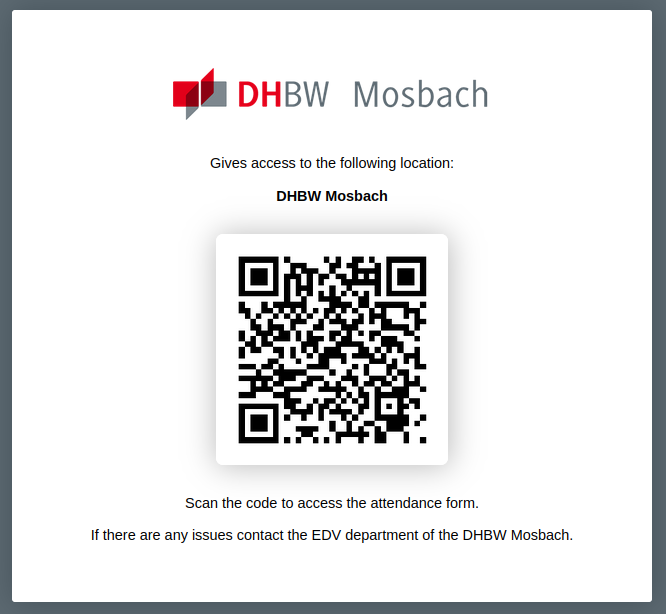 DHBW Mosbach
Gives access to the following location:
DHBW Mosbach
Scan the code to access the attendance form.
If there are any issues contact the EDV department of the DHBW Mosbach.